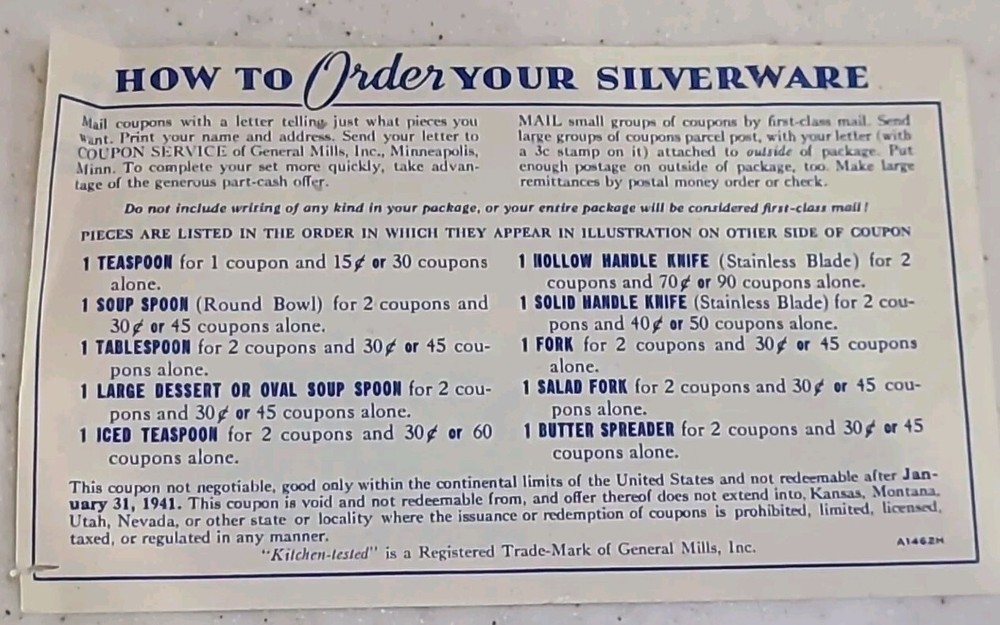 HOW TO Order YOUR SILVERWARE
Mail coupons with a letter telling just what pieces you
want. Print your name and address. Send your letter to
COUPON SERVICE of General Mills, Inc., Minneapolis,
Minn. To complete your set more quickly, take advan-
tage of the generous part-cash offer.
MAIL small groups of coupons by first-class mail. Send
large groups of coupons parcel post, with your letter (with
a 3c stamp on it) attached to outside of package. Put
enough postage on outside of package, too. Make large
remittances by postal money order or check.
Do not include writing of any kind in your package, or your entire package will be considered first-class mail!
PIECES ARE LISTED IN THE ORDER IN WHICH THEY APPEAR IN ILLUSTRATION ON OTHER SIDE OF COUPON
1 TEASPOON for 1 coupon and 15¢ or 30 coupons
alone.
1 SOUP SPOON (Round Bowl) for 2 coupons and
30¢ or 45 coupons alone.
1 TABLESPOON for 2 coupons and 30¢ or 45 cou-
pons alone.
1 LARGE DESSERT OR OVAL SOUP SPOON for 2 cou-
pons and 30¢ or 45 coupons alone.
1 ICED TEASPOON for 2 coupons and 30¢ or 60
coupons alone.
1 HOLLOW HANDLE KNIFE (Stainless Blade) for 2
coupons and 70¢ or 90 coupons alone.
1 SOLID HANDLE KNIFE (Stainless Blade) for 2 cou-
pons and 40¢ or 50 coupons alone.
1 FORK for 2 coupons and 30¢ or 45 coupons
alone.
1 SALAD FORK for 2 coupons and 30¢ or 45 cou-
pons alone.
1 BUTTER SPREADER for 2 coupons and 30¢ or 45
coupons alone.
This coupon not negotiable, good only within the continental limits of the United States and not redeemable after Jan-
uary 31, 1941. This coupon is void and not redeemable from, and offer thereof does not extend into, Kansas, Montana,
Utah, Nevada, or other state or locality where the issuance or redemption of coupons is prohibited, limited, licensed,
taxed, or regulated in any manner.
"Kitchen-tested" is a Registered Trade-Mark of General Mills, Inc.
A1462H